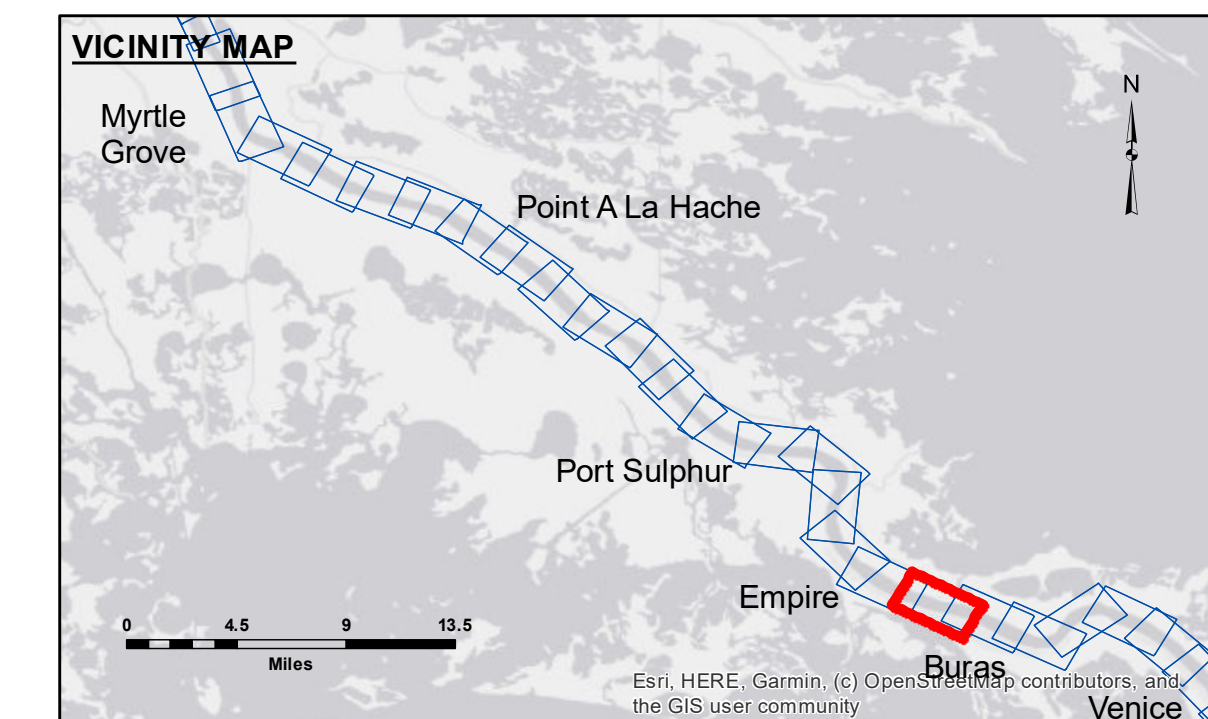 VICINITY MAP
N
Myrtle
Grove
Point A La Hache
Port Sulphur
Empire
0 4.5 9 13.5
Miles
Buras
Esri, HERE, Garmin, (c) OpenStreetMap contributors, and
the GIS user community
Venice